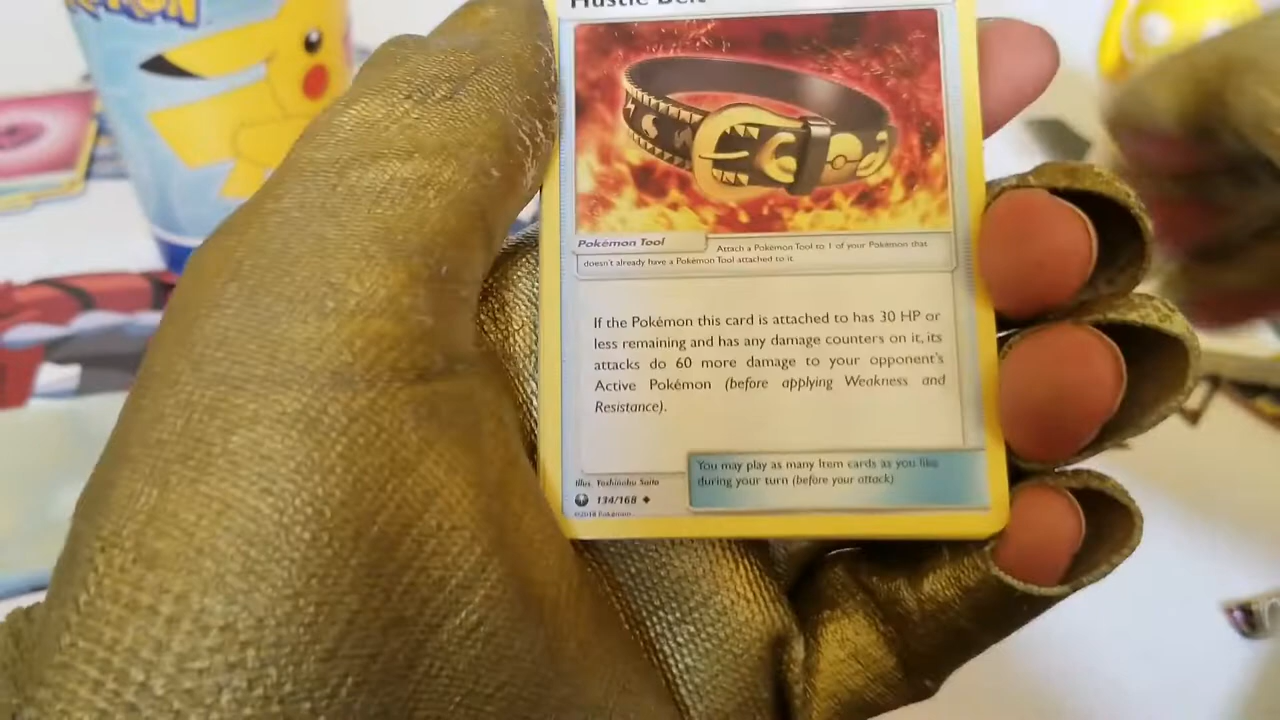 POKÉMON
Hustle Belt
Pokémon Tool
Attach a Pokémon Tool to 1 of your Pokémon that
doesn't already have a Pokémon Tool attached to it.
If the Pokémon this card is attached to has 30 HP or
less remaining and has any damage counters on it, its
attacks do 60 more damage to your opponent's
Active Pokémon (before applying Weakness and
Resistance).
You may play as many Item cards as you like
during your turn (before your attack)
Illus. Yoshinobu Saito
134/168
©2018 Pokémon